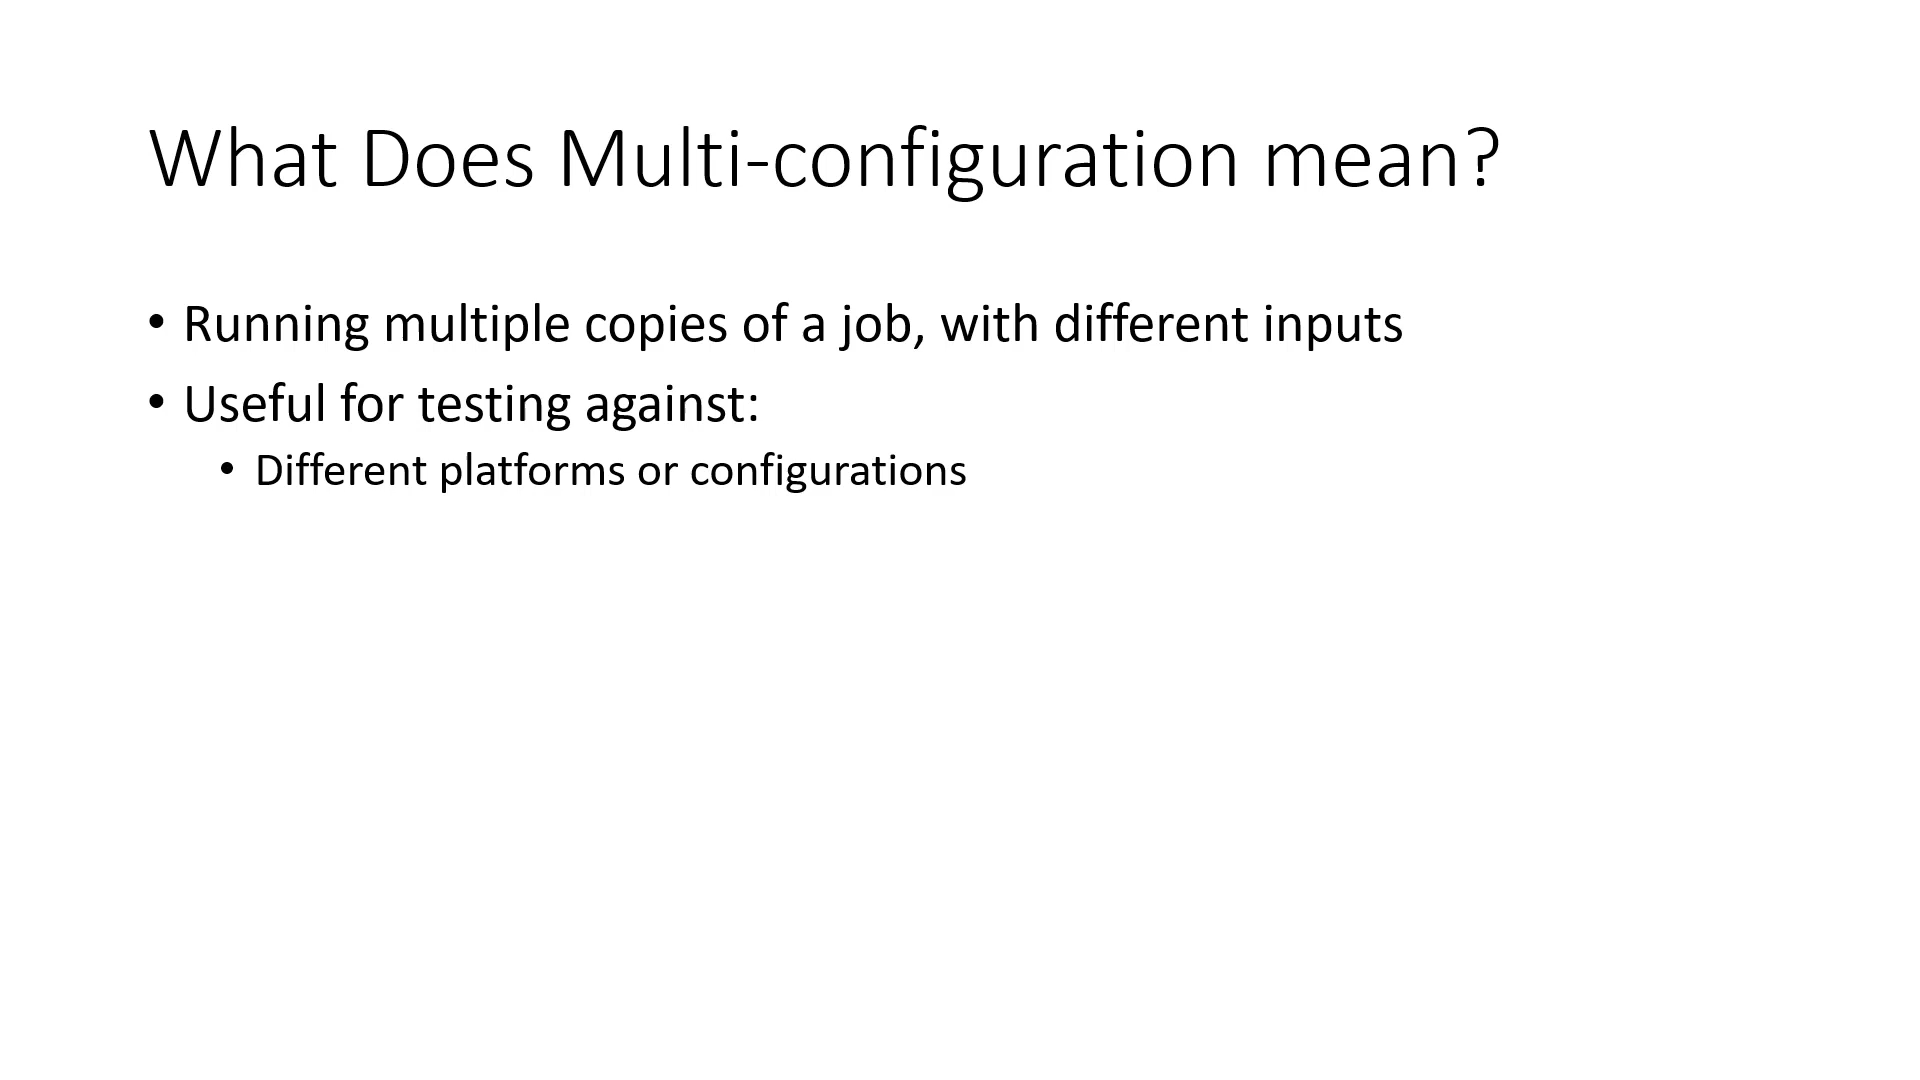 What Does Multi-configuration mean?
• Running multiple copies of a job, with different inputs
• Useful for testing against:
• Different platforms or configurations